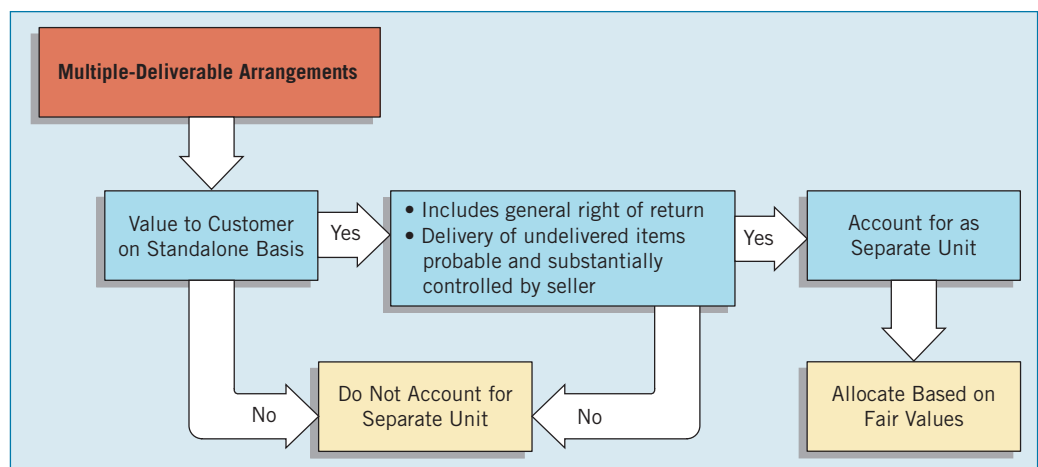 Multiple-Deliverable Arrangements
Value to Customer
on Standalone Basis
Yes
• Includes general right of return
• Delivery of undelivered items
probable and substantially
controlled by seller
Yes
Account for as
Separate Unit
No
Do Not Account for
Separate Unit
No
Allocate Based on
Fair Values